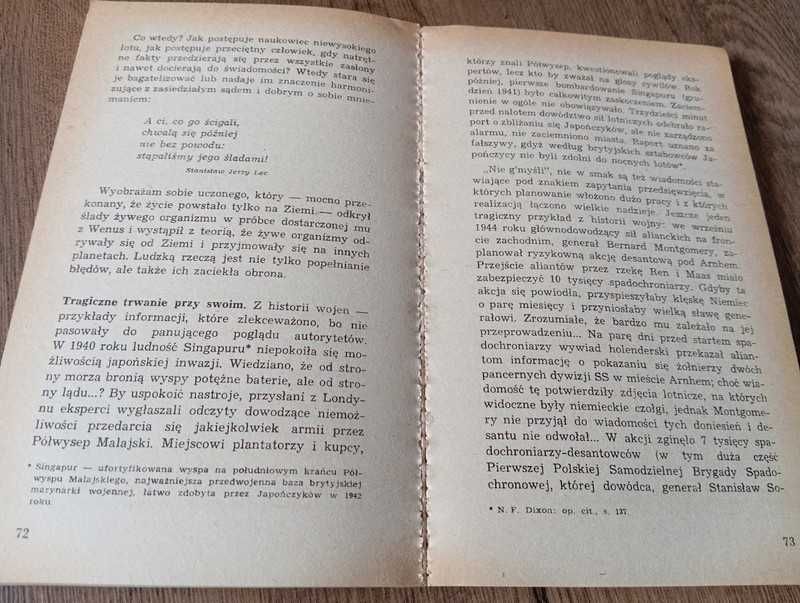 Co wtedy? Jak postępuje naukowiec niewysokiego
lotu, jak postępuje przeciętny człowiek, gdy natręt-
ne fakty przedzierają się przez wszystkie zasłony
i nawet docierają do świadomości? Wtedy stara się
je bagatelizować lub nadaje im znaczenie harmoni-
zujące z zasiedziałym sądem i dobrym o sobie mnie-
maniem:
A ci, co go ścigali,
chwalą się później
nie bez powodu:
stąpaliśmy jego śladami!
Stanisław Jerzy Lec
Wyobrażam sobie uczonego, który — mocno prze-
konany, że życie powstało tylko na Ziemi — odkrył
ślady żywego organizmu w próbce dostarczonej mu
z Wenus i wystąpił z teorią, że żywe organizmy od-
rywały się od Ziemi i przyjmowały się na innych
planetach. Ludzką rzeczą jest nie tylko popełnianie
błędów, ale także ich zaciekła obrona.
Tragiczne trwanie przy swoim. Z historii wojen —
przykłady informacji, które zlekceważono, bo nie
pasowały do panującego poglądu autorytetów.
W 1940 roku ludność Singapuru* niepokoiła się mo-
żliwością japońskiej inwazji. Wiedziano, że od stro-
ny morza bronią wyspy potężne baterie, ale od stro-
ny lądu...? By uspokoić nastroje, przysłani z Londy-
nu eksperci wygłaszali odczyty dowodzące niemoż-
liwości przedarcia się jakiejkolwiek armii przez
Półwysep Malajski. Miejscowi plantatorzy i kupcy,
* Singapur — ufortyfikowana wyspa na południowym krańcu Pół-
wyspu Malajskiego, najważniejsza przedwojenna baza brytyjskiej
marynarki wojennej, łatwo zdobyta przez Japończyków w 1942
roku.
72
którzy znali Półwysep, kwestionowali poglądy eks-
pertów, lecz kto by zważał na głosy cywilów. Rok
później, pierwsze bombardowanie Singapuru (gru-
dzień 1941) było całkowitym zaskoczeniem. Zaciem-
nienie w ogóle nie obowiązywało. Trzydzieści minut
przed nalotem dowództwo sił lotniczych odebrało ra-
port o zbliżaniu się Japończyków, ale nie zarządzono
alarmu, nie zaciemniono miasta. Raport uznano za
fałszywy, gdyż według brytyjskich sztabowców Ja-
pończycy nie byli zdolni do nocnych lotów*.
„Nie g'myśli”, nie w smak są też wiadomości sta-
wiające pod znakiem zapytania przedsięwzięcia, w
których planowanie włożono dużo pracy i z których
realizacją łączono wielkie nadzieje. Jeszcze jeden
tragiczny przykład z historii wojny: we wrześniu
1944 roku głównodowodzący sił alianckich na fron-
cie zachodnim, generał Bernard Montgomery, za-
planował ryzykowną akcję desantową pod Arnhem.
Przejście aliantów przez rzekę Ren i Maas miało
zabezpieczyć 10 tysięcy spadochroniarzy. Gdyby ta
akcja się powiodła, przyspieszyłaby klęskę Niemiec
o parę miesięcy i przyniosłaby wielką sławę gene-
rałowi. Zrozumiałe, że bardzo mu zależało na jej
przeprowadzeniu... Na parę dni przed startem spa-
dochroniarzy wywiad holenderski przekazał alian-
tom informację o pokazaniu się żołnierzy dwóch
pancernych dywizji SS w mieście Arnhem; choć wia-
domość tę potwierdziły zdjęcia lotnicze, na których
widoczne były niemieckie czołgi, jednak Montgome-
ry nie przyjął do wiadomości tych doniesień i de-
santu nie odwołał... W akcji zginęło 7 tysięcy spa-
dochroniarzy-desantowców (w tym duża część
Pierwszej Polskiej Samodzielnej Brygady Spado-
chronowej, której dowódca, generał Stanisław So-
* N. F. Dixon: op. cit., s. 137.
73